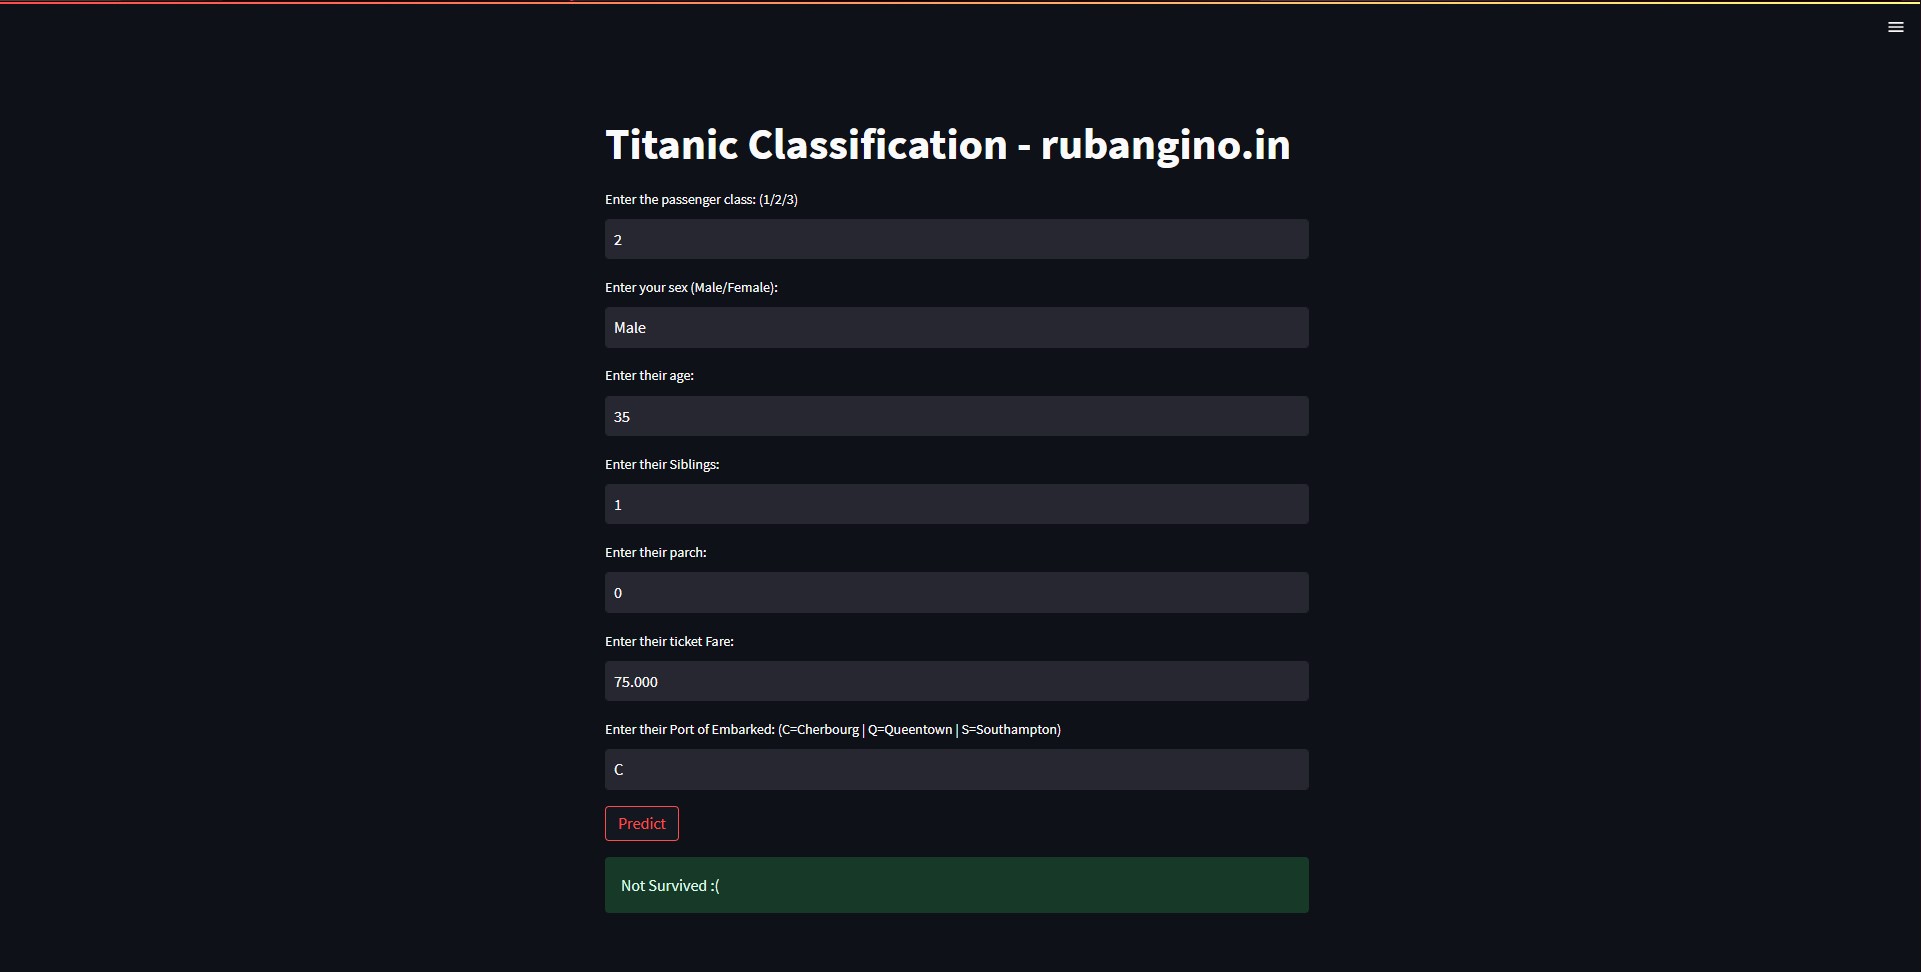 Titanic Classification - rubangino.in
Enter the passenger class: (1/2/3)
2
Enter your sex (Male/Female):
Male
Enter their age:
35
Enter their Siblings:
1
Enter their parch:
0
Enter their ticket Fare:
75.000
Enter their Port of Embarked: (C=Cherbourg | Q=Queentown | S=Southampton)
C
Predict
Not Survived :(